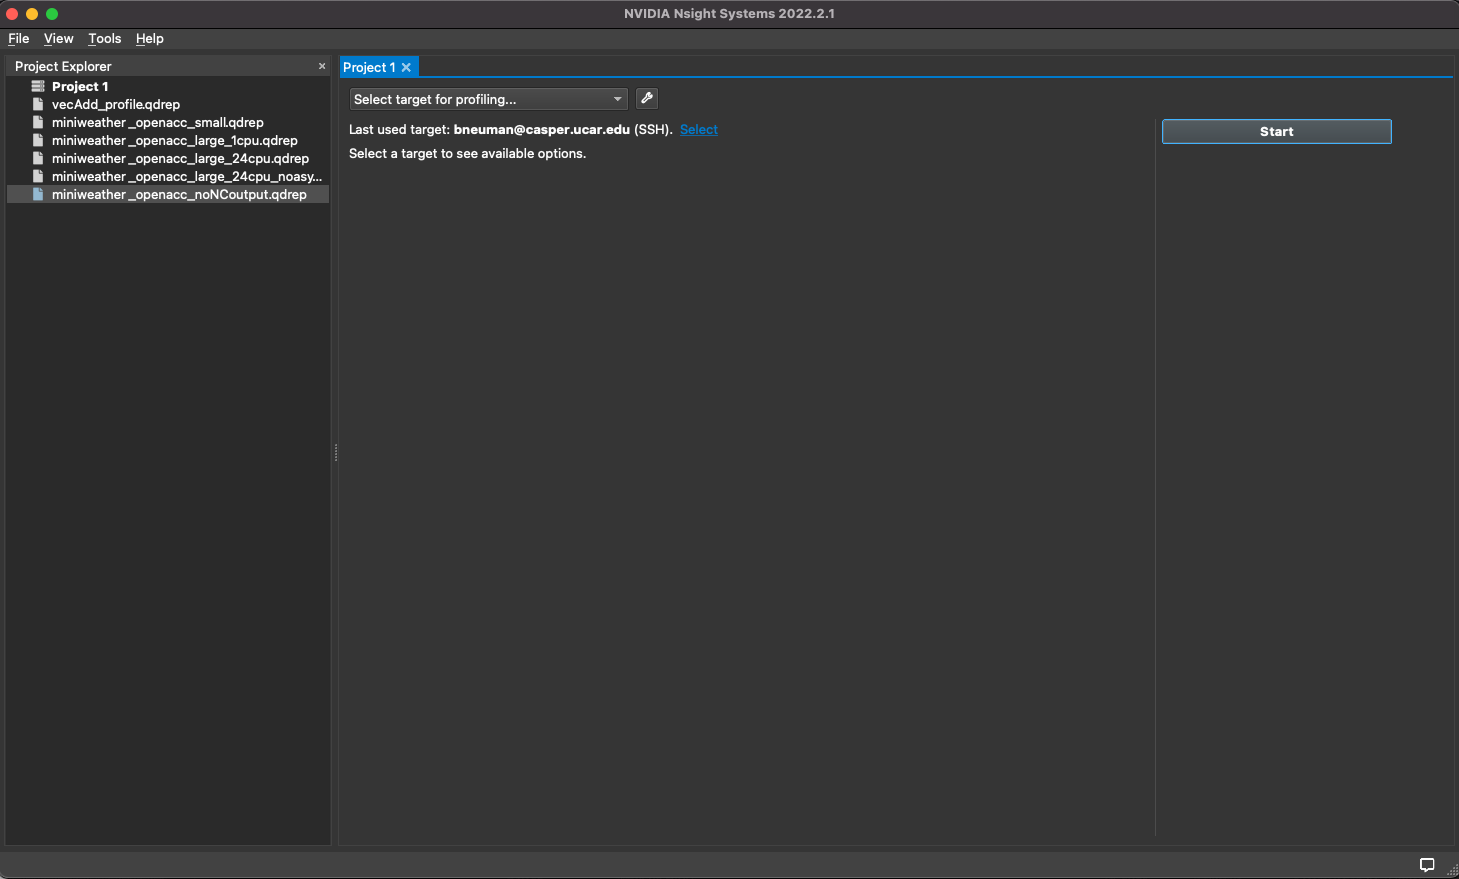 NVIDIA Nsight Systems 2022.2.1
File View Tools Help
Project Explorer
Project 1
vecAdd_profile.qdrep
miniweather_openacc_small.qdrep
miniweather_openacc_large_1cpu.qdrep
miniweather_openacc_large_24cpu.qdrep
miniweather_openacc_large_24cpu_noasy...
miniweather_openacc_noNCoutput.qdrep
Project 1
Select target for profiling...
Last used target: bneuman@casper.ucar.edu (SSH). Select
Select a target to see available options.
Start